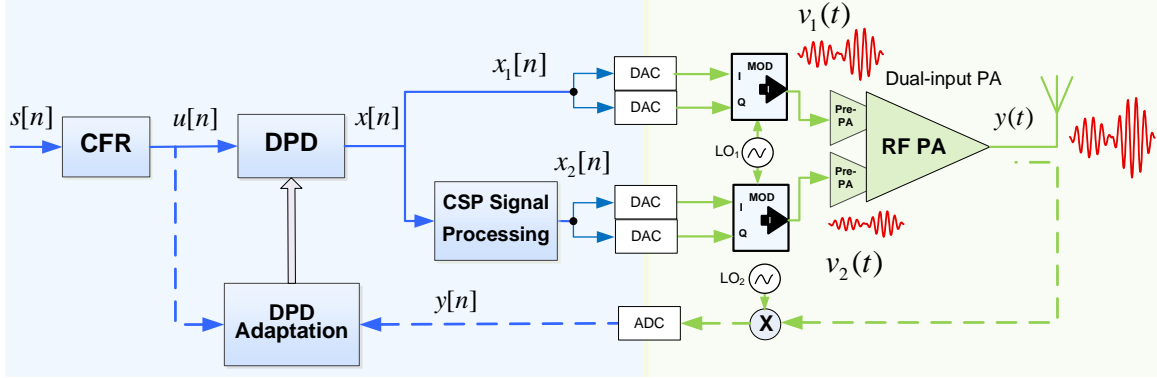 v₁(t)
x₁[n]
DAC
MOD
I
Q
DAC
Dual-input PA
s[n]
CFR
u[n]
DPD
x[n]
Pre-
PA
RF PA
y(t)
LO₁
x₂[n]
Pre-
PA
CSP Signal
Processing
DAC
MOD
I
Q
DAC
v₂(t)
LO₂
DPD
Adaptation
y[n]
ADC
X